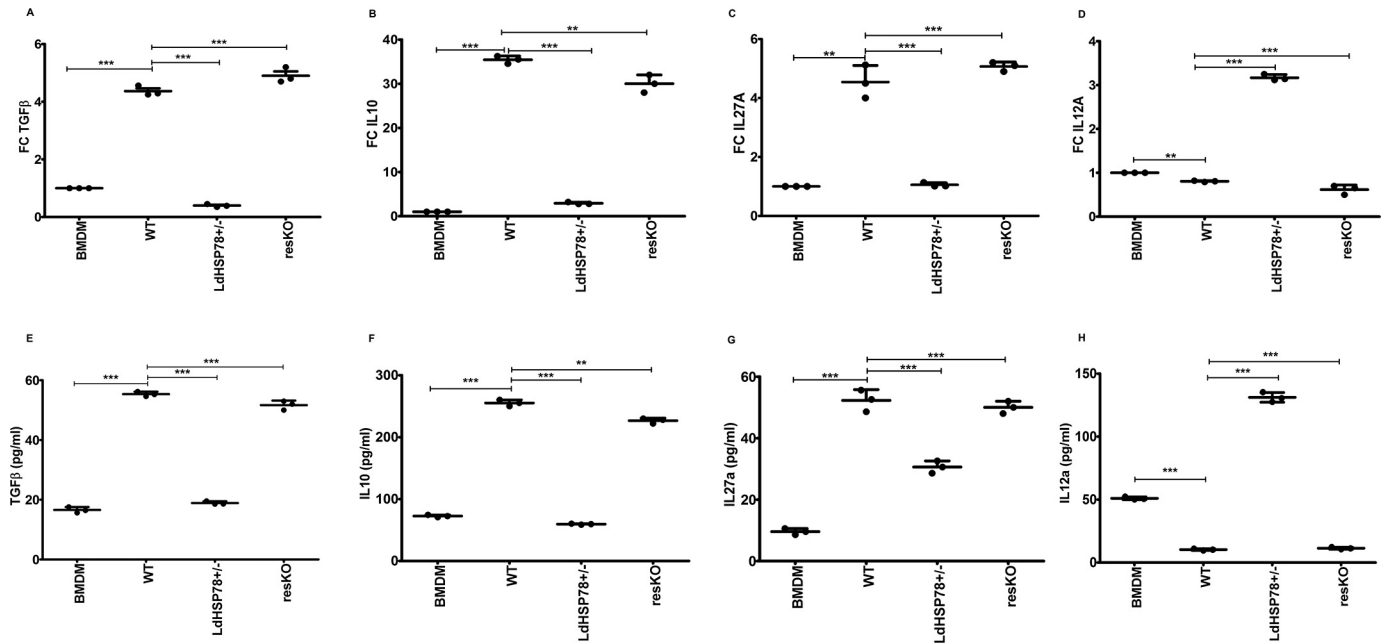 A
FC TGFβ
6
4
2
0
***
***
***
BMDM
WT
LdHSP78+/-
resKO
B
FC IL10
40
30
20
10
0
**
***
***
BMDM
WT
LdHSP78+/-
resKO
C
FC IL27A
6
4
2
0
***
**
***
BMDM
WT
LdHSP78+/-
resKO
D
FC IL12A
4
3
2
1
0
***
***
**
BMDM
WT
LdHSP78+/-
resKO
E
TGFβ (pg/ml)
60
40
20
0
***
***
***
BMDM
WT
LdHSP78+/-
resKO
F
IL10 (pg/ml)
300
200
100
0
**
***
***
BMDM
WT
LdHSP78+/-
resKO
G
IL27a (pg/ml)
60
40
20
0
***
***
***
BMDM
WT
LdHSP78+/-
resKO
H
IL12a (pg/ml)
150
100
50
0
***
***
***
BMDM
WT
LdHSP78+/-
resKO